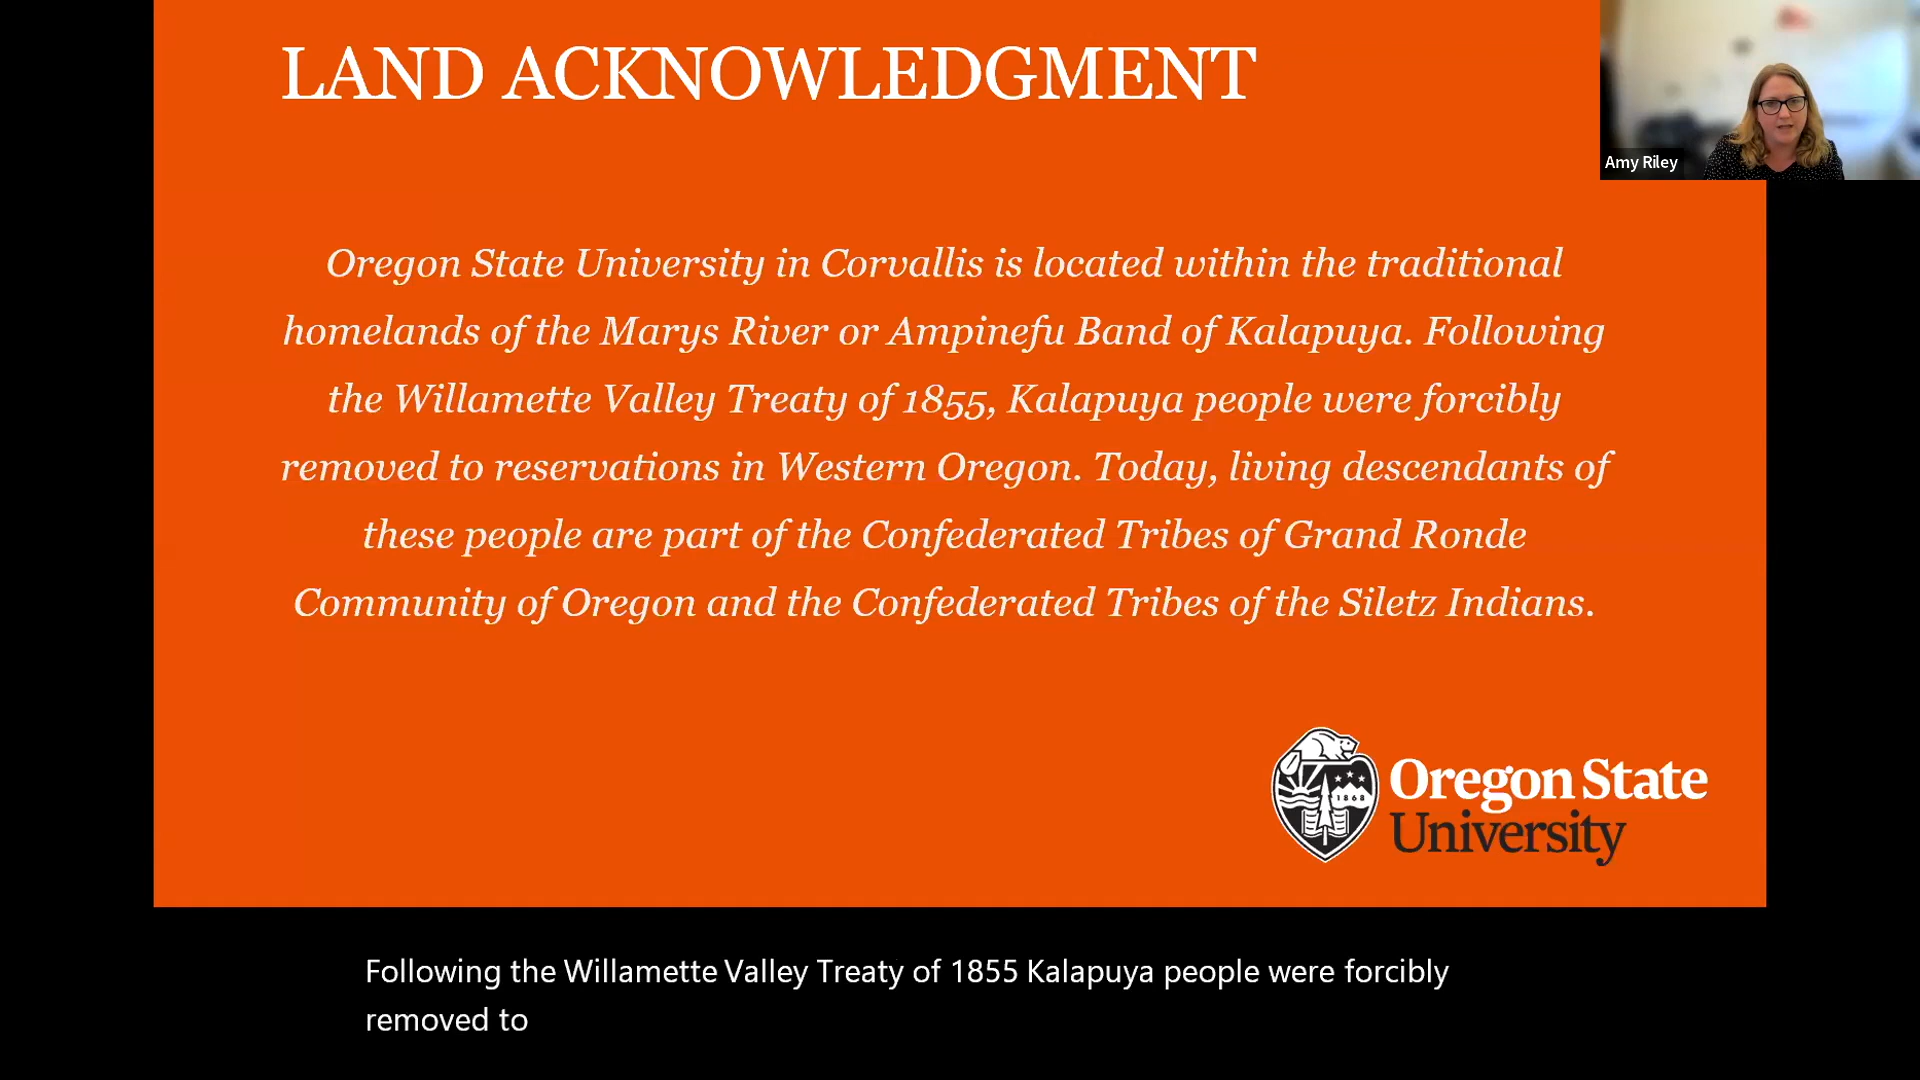 LAND ACKNOWLEDGMENT
Amy Riley
Oregon State University in Corvallis is located within the traditional
homelands of the Marys River or Ampinefu Band of Kalapuya. Following
the Willamette Valley Treaty of 1855, Kalapuya people were forcibly
removed to reservations in Western Oregon. Today, living descendants of
these people are part of the Confederated Tribes of Grand Ronde
Community of Oregon and the Confederated Tribes of the Siletz Indians.
1868
Oregon State
University
Following the Willamette Valley Treaty of 1855 Kalapuya people were forcibly
removed to